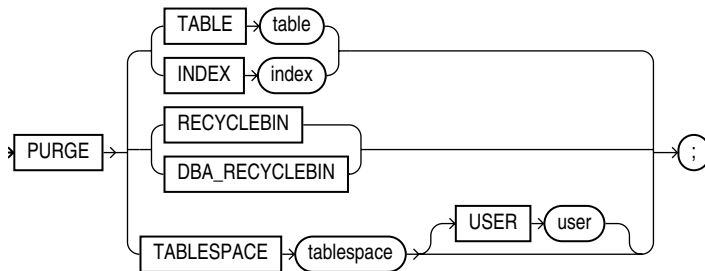 TABLE table
INDEX index
RECYCLEBIN
PURGE ;
DBA_RECYCLEBIN
USER user
TABLESPACE tablespace